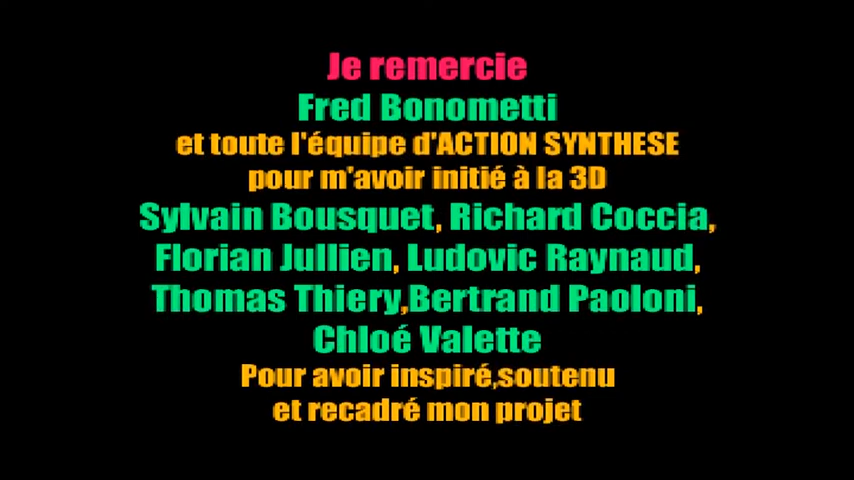 Je remercie
Fred Bonometti
et toute l'équipe d'ACTION SYNTHESE
pour m'avoir initié à la 3D
Sylvain Bousquet, Richard Coccia,
Florian Jullien, Ludovic Raynaud,
Thomas Thiery,Bertrand Paoloni,
Chloé Valette
Pour avoir inspiré,soutenu
et recadré mon projet